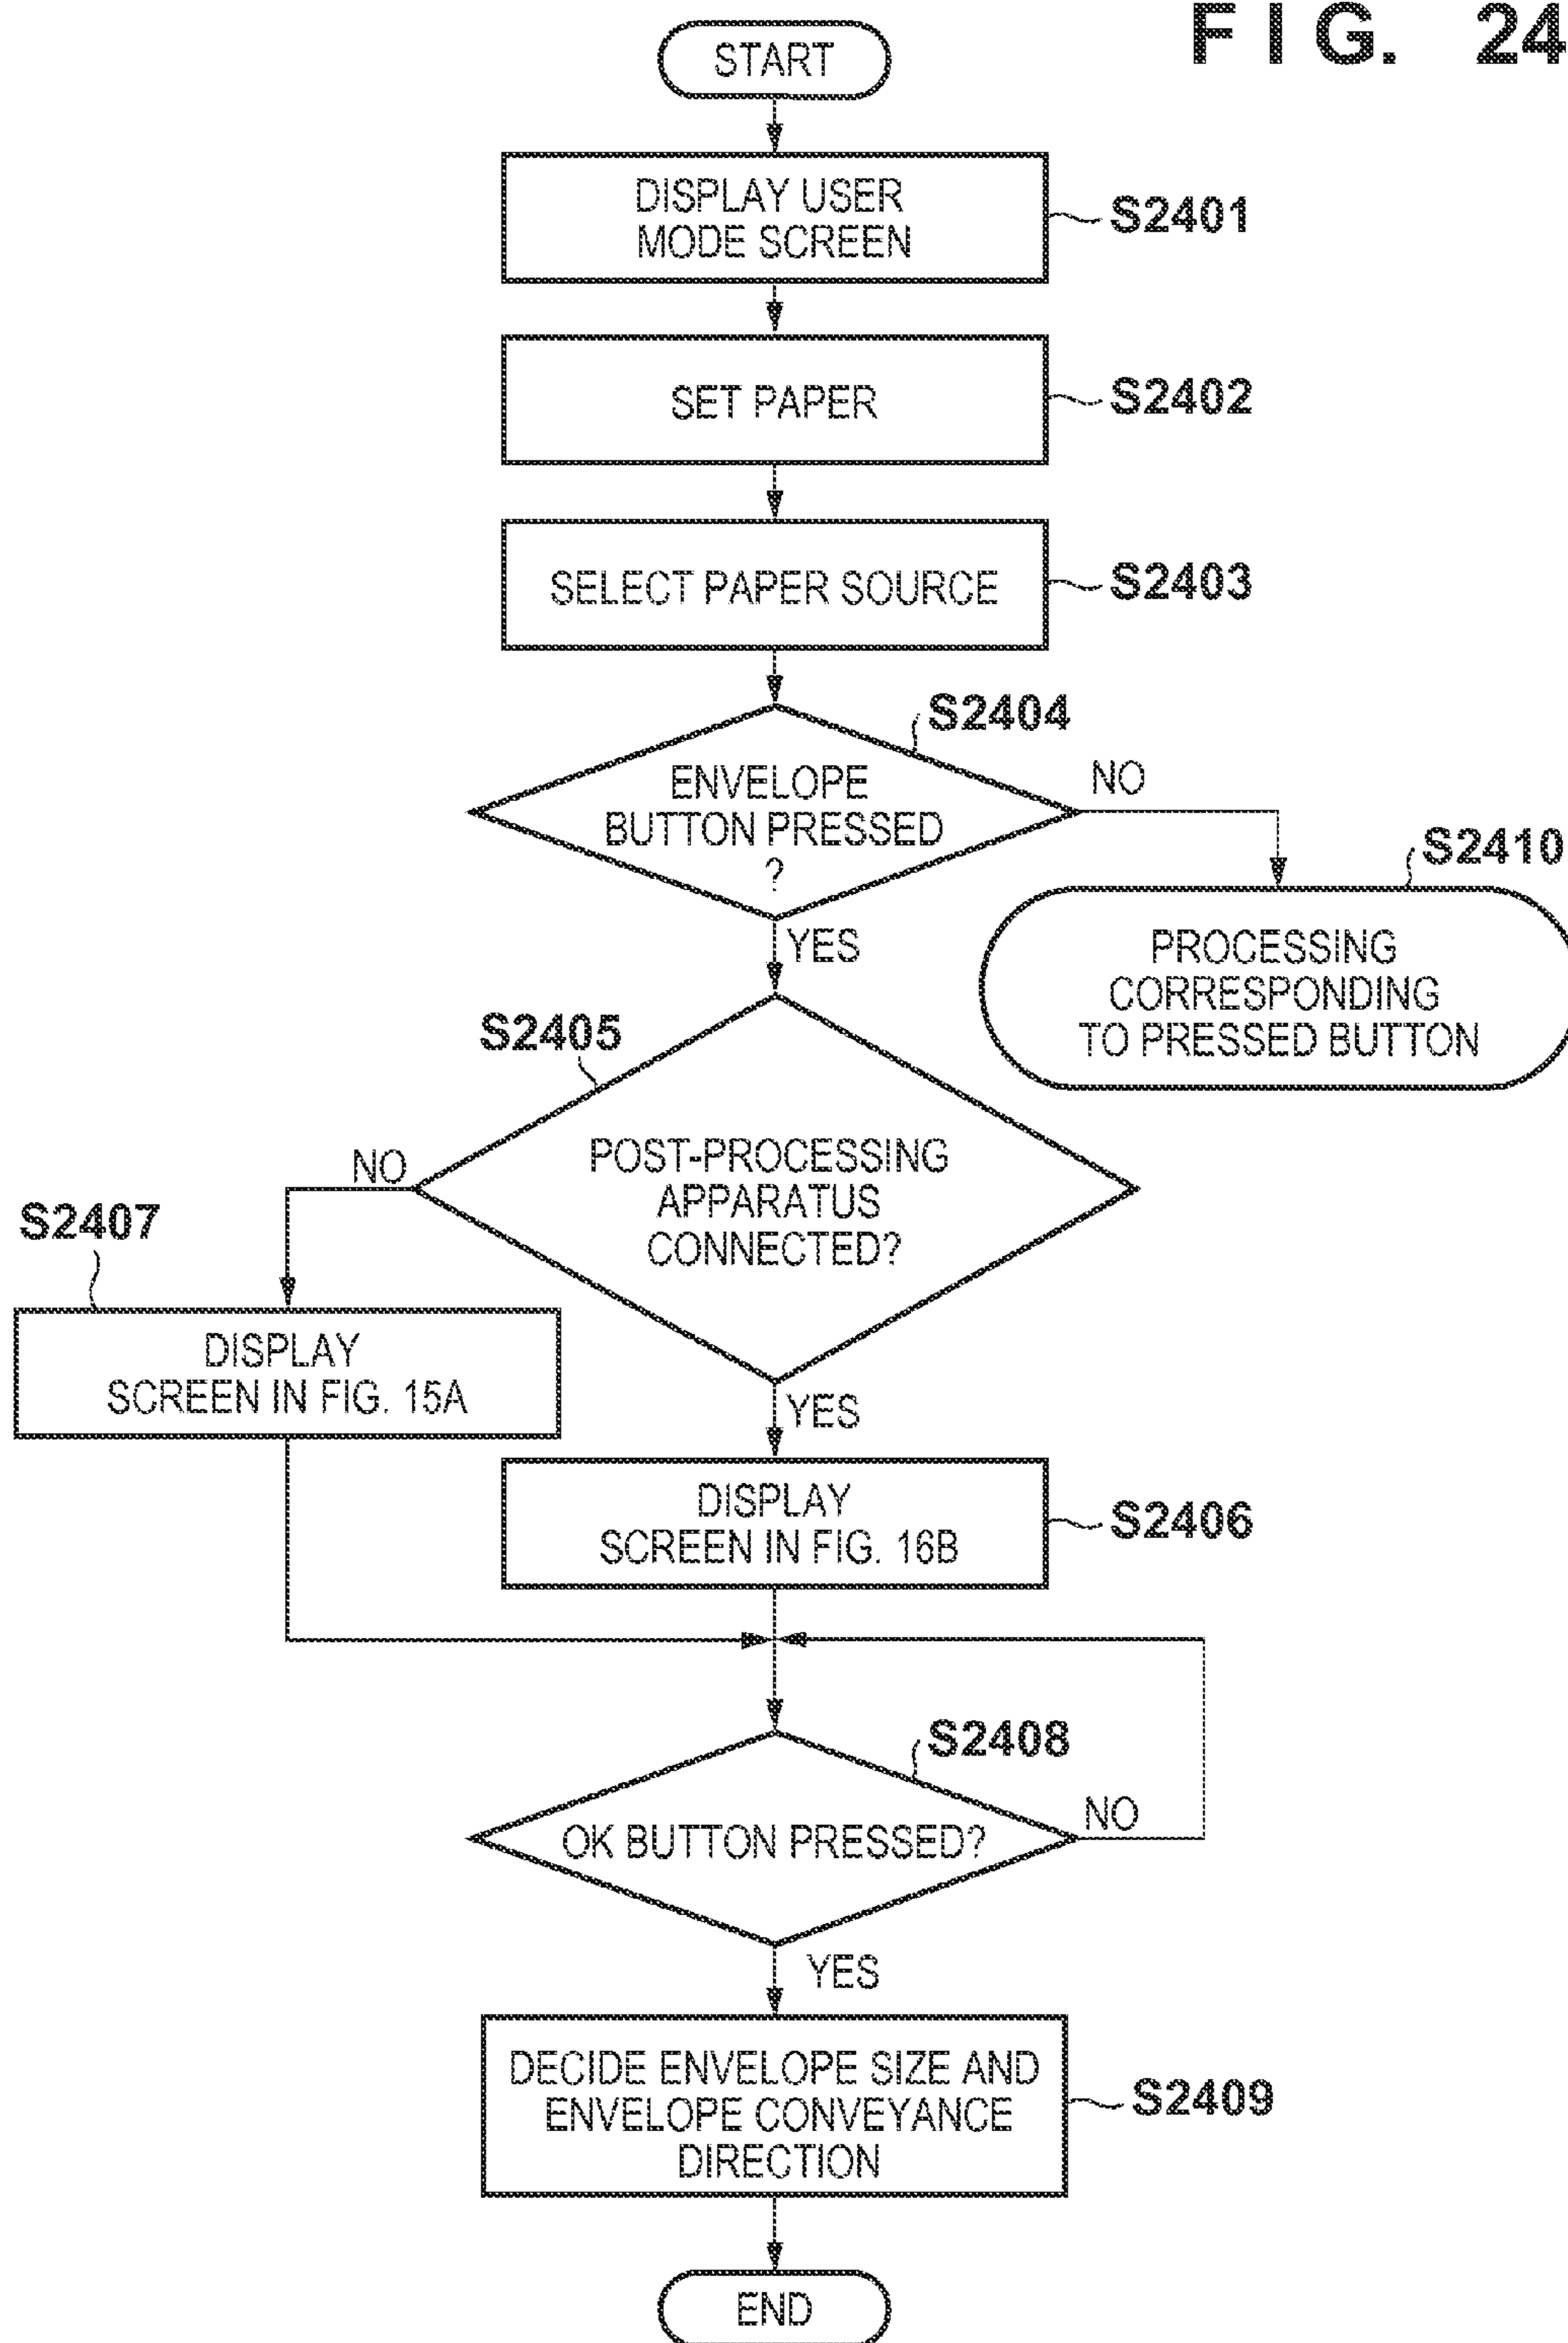 FIG. 24
START
DISPLAY USER
MODE SCREEN
S2401
SET PAPER
S2402
SELECT PAPER SOURCE
S2403
S2404
ENVELOPE
BUTTON PRESSED
?
NO
YES
S2410
PROCESSING
CORRESPONDING
TO PRESSED BUTTON
S2405
POST-PROCESSING
APPARATUS
CONNECTED?
NO
YES
S2407
DISPLAY
SCREEN IN FIG. 15A
DISPLAY
SCREEN IN FIG. 16B
S2406
S2408
OK BUTTON PRESSED?
NO
YES
DECIDE ENVELOPE SIZE AND
ENVELOPE CONVEYANCE
DIRECTION
S2409
END